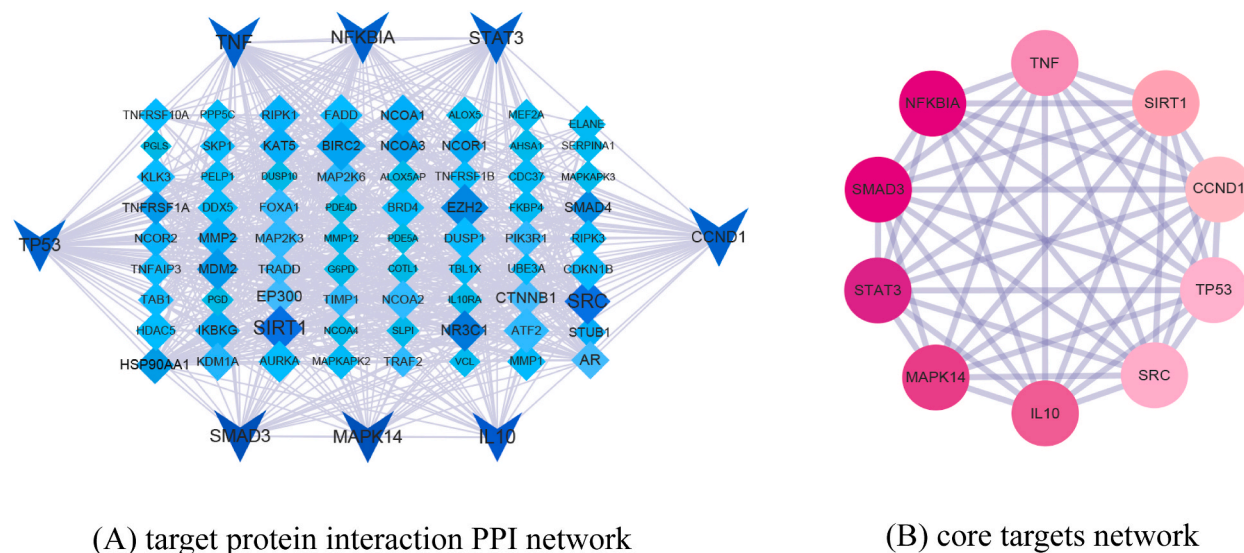 TNF NFKBIA STAT3
TNFRSF10A PPP5C RIPK1 FADD NCOA1 ALOX5 MEF2A ELANE
PGLS SKP1 KAT5 BIRC2 NCOA3 NCOR1 AHSA1 SERPINA1
KLK3 PELP1 DUSP10 MAP2K6 ALOX5AP TNFRSF1B CDC37 MAPKAPK3
TNFRSF1A DDX5 FOXA1 PDE4D BRD4 EZH2 FKBP4 SMAD4
TP53 NCOR2 MMP2 MAP2K3 MMP12 PDE5A DUSP1 PIK3R1 RIPK3 CCND1
TNFAIP3 MDM2 TRADD G6PD COTL1 TBL1X UBE3A CDKN1B
TAB1 PGD EP300 TIMP1 NCOA2 IL10RA CTNNB1 SRC
HDAC5 IKBKG SIRT1 NCOA4 SLPI NR3C1 ATF2 STUB1
HSP90AA1 KDM1A AURKA MAPKAPK2 TRAF2 VCL MMP1 AR
SMAD3 MAPK14 IL10
(A) target protein interaction PPI network
TNF
NFKBIA SIRT1
SMAD3 CCND1
STAT3 TP53
MAPK14 SRC
IL10
(B) core targets network